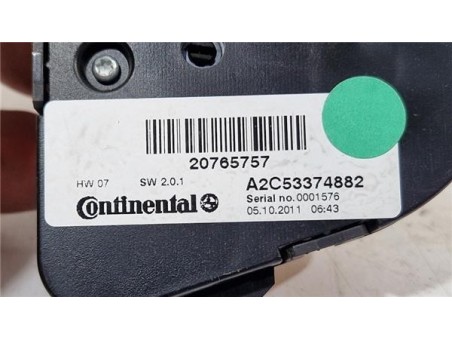 20765757
HW 07 SW 2.0.1 A2C53374882
Continental Serial no.0001576
05.10.2011 06:43